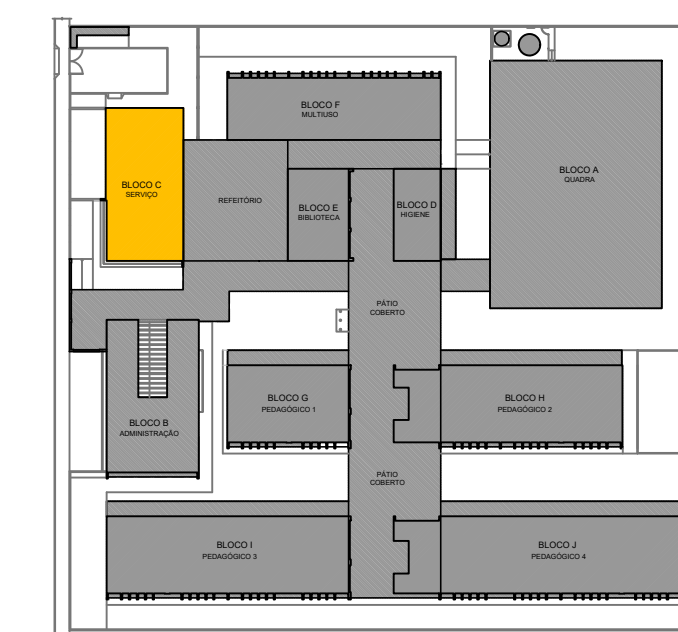 BLOCO F
MULTIUSO
BLOCO A
QUADRA
BLOCO C
SERVIÇO
REFEITÓRIO
BLOCO E
BIBLIOTECA
BLOCO D
HIGIENE
PÁTIO
COBERTO
BLOCO G
PEDAGÓGICO 1
BLOCO H
PEDAGÓGICO 2
BLOCO B
ADMINISTRAÇÃO
PÁTIO
COBERTO
BLOCO I
PEDAGÓGICO 3
BLOCO J
PEDAGÓGICO 4